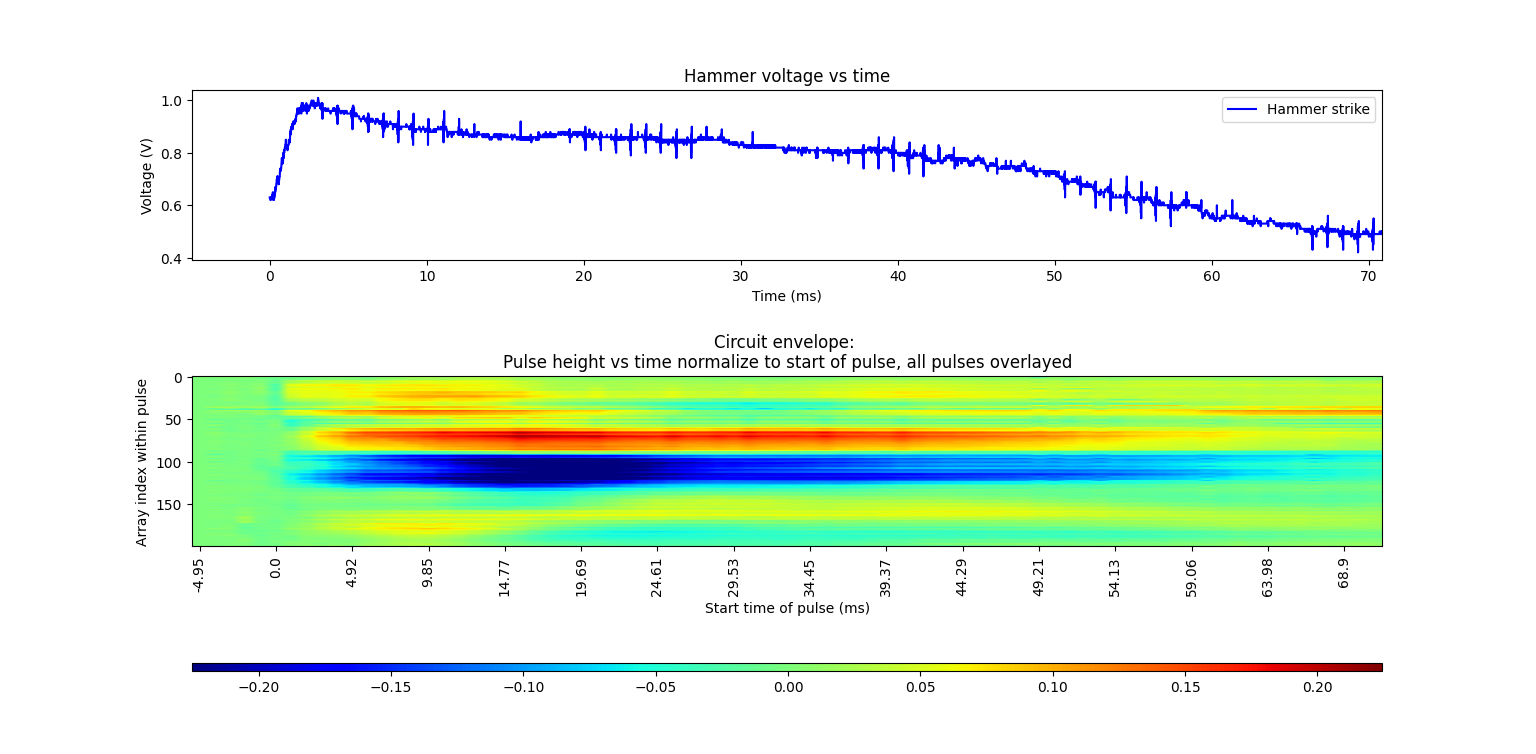 Hammer voltage vs time
Hammer strike
Voltage (V)
1.0
0.8
0.6
0.4
0 10 20 30 40 50 60 70
Time (ms)
Circuit envelope:
Pulse height vs time normalize to start of pulse, all pulses overlayed
Array index within pulse
0
50
100
150
-4.95 0.0 4.92 9.85 14.77 19.69 24.61 29.53 34.45 39.37 44.29 49.21 54.13 59.06 63.98 68.9
Start time of pulse (ms)
−0.20 −0.15 −0.10 −0.05 0.00 0.05 0.10 0.15 0.20